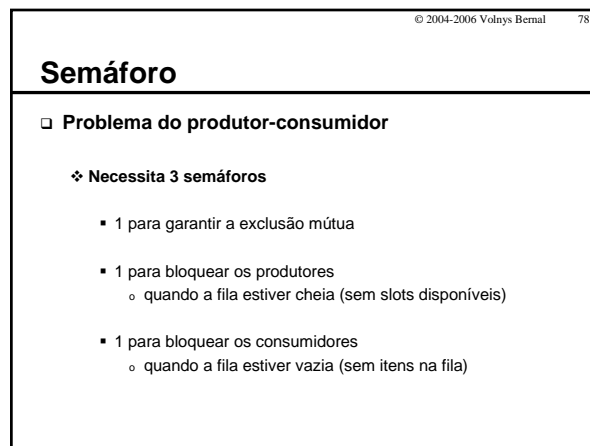 © 2004-2006 Volnys Bernal 78
Semáforo
❑ Problema do produtor-consumidor
❖ Necessita 3 semáforos
▪ 1 para garantir a exclusão mútua
▪ 1 para bloquear os produtores
o quando a fila estiver cheia (sem slots disponíveis)
▪ 1 para bloquear os consumidores
o quando a fila estiver vazia (sem itens na fila)